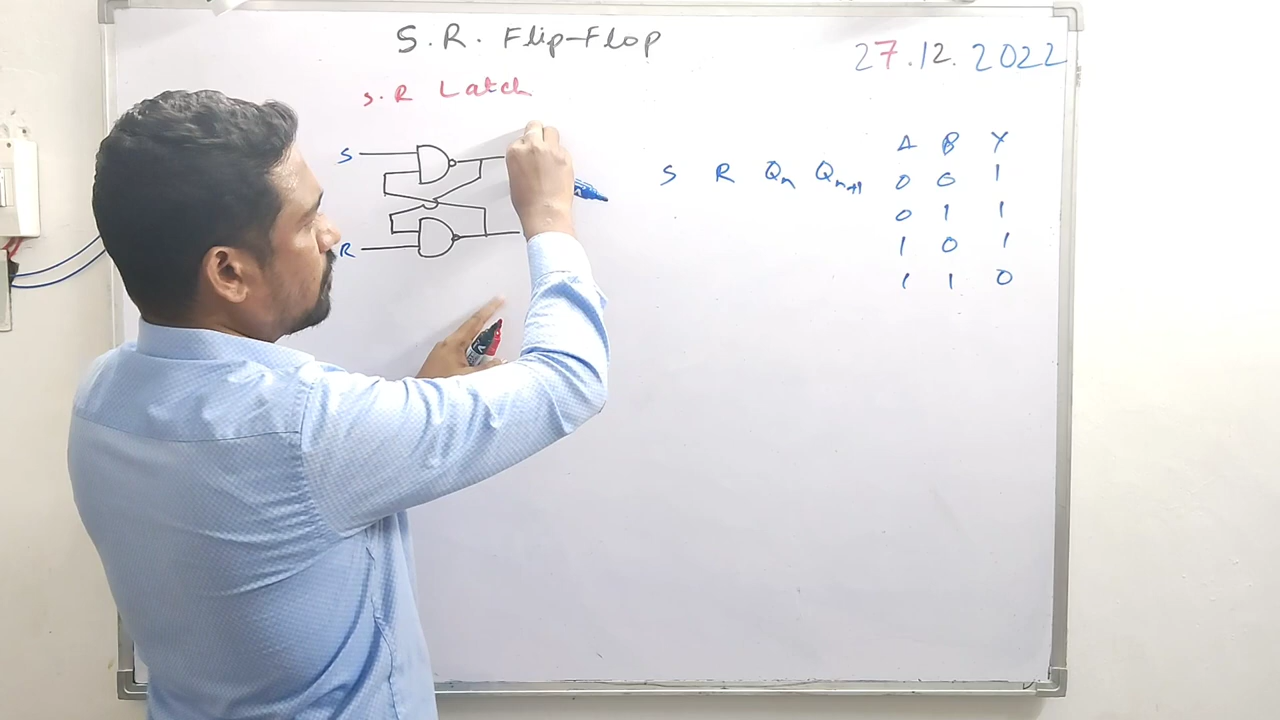 S.R. Flip-Flop
27.12.2022
S.R Latch
S
R
S R Qn Qn+1
A B Y
0 0 1
0 1 1
1 0 1
1 1 0